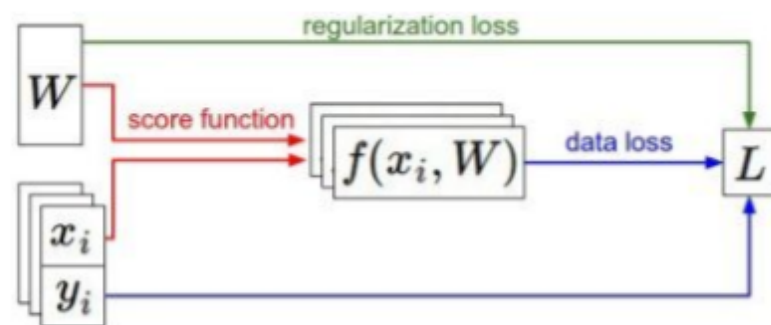 regularization loss
W
score function
f(x_i, W)
data loss
L
x_i
y_i